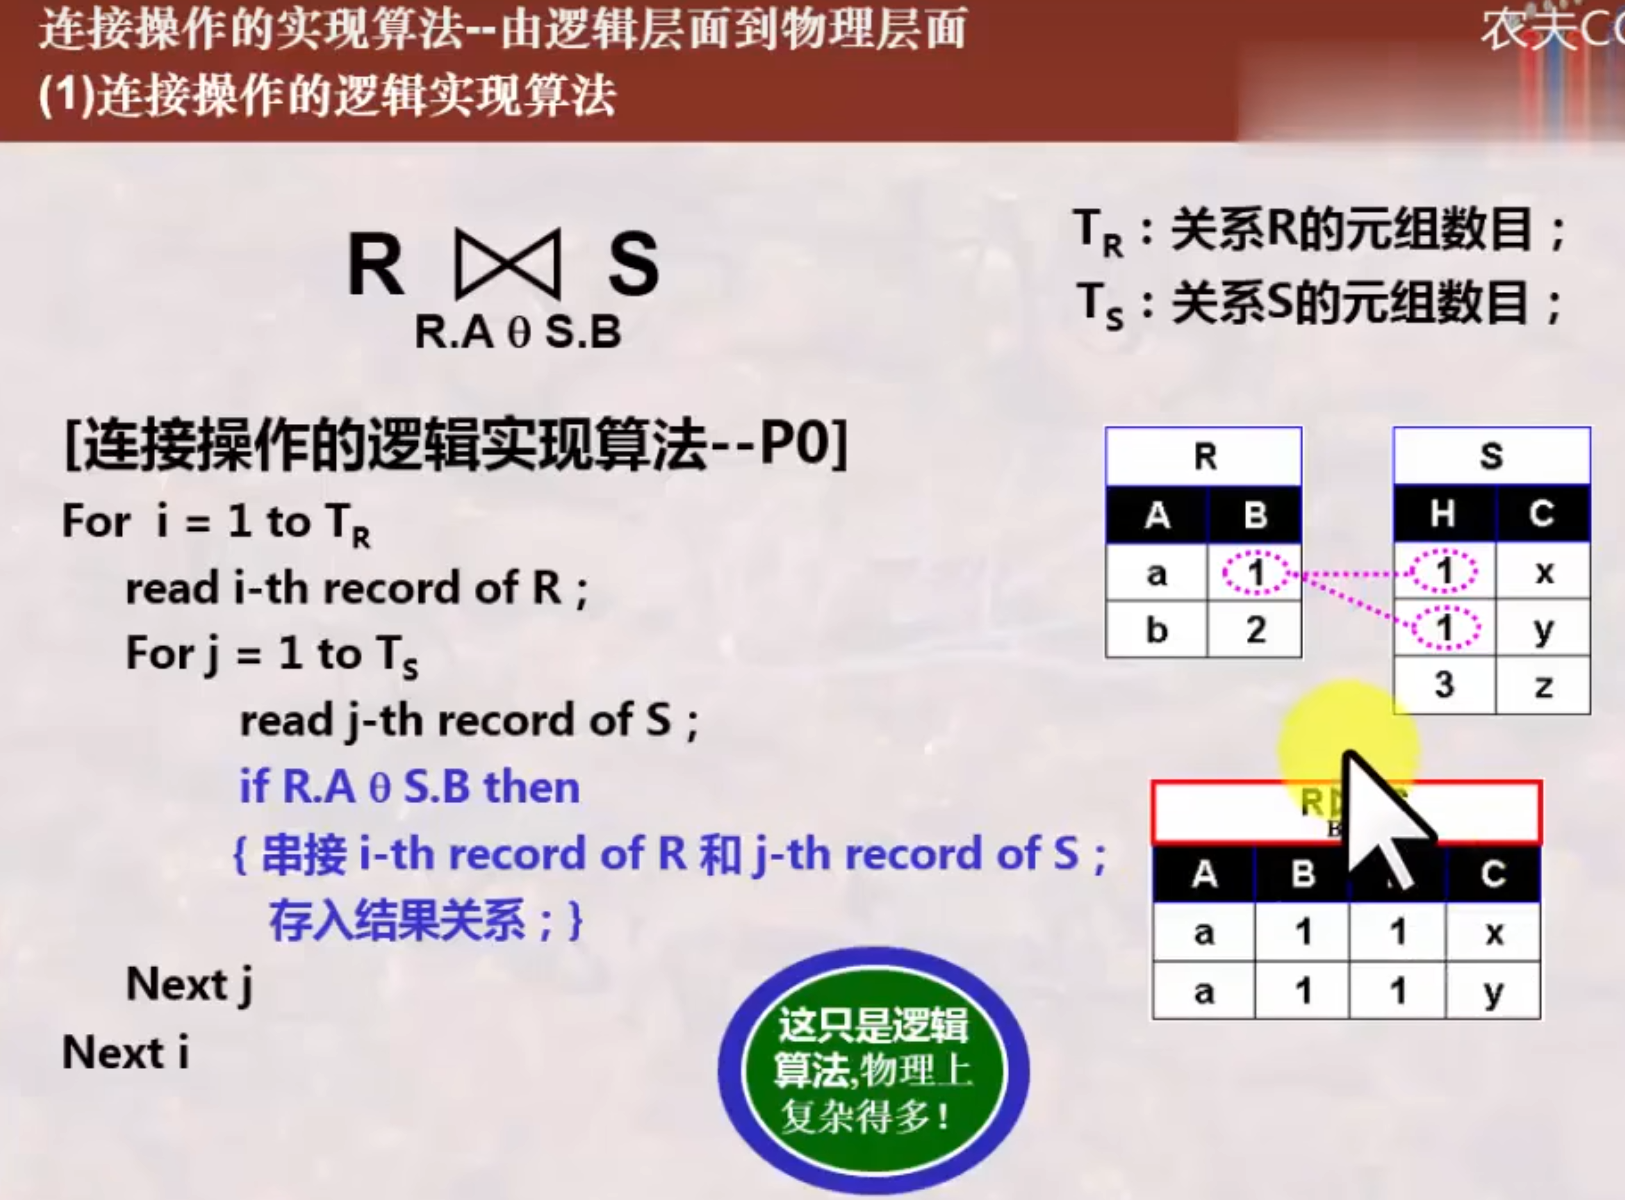 连接操作的实现算法--由逻辑层面到物理层面
农夫
(1)连接操作的逻辑实现算法
R ⋈ S
R.A θ S.B
T_R：关系R的元组数目；
T_S：关系S的元组数目；
[连接操作的逻辑实现算法--P0]
For i = 1 to T_R
read i-th record of R；
For j = 1 to T_S
read j-th record of S；
if R.A θ S.B then
{ 串接 i-th record of R 和 j-th record of S；
存入结果关系；}
Next j
Next i
R
A B
a 1
b 2
S
H C
1 x
1 y
3 z
R
B
A B C
a 1 1 x
a 1 1 y
这只是逻辑
算法,物理上
复杂得多!